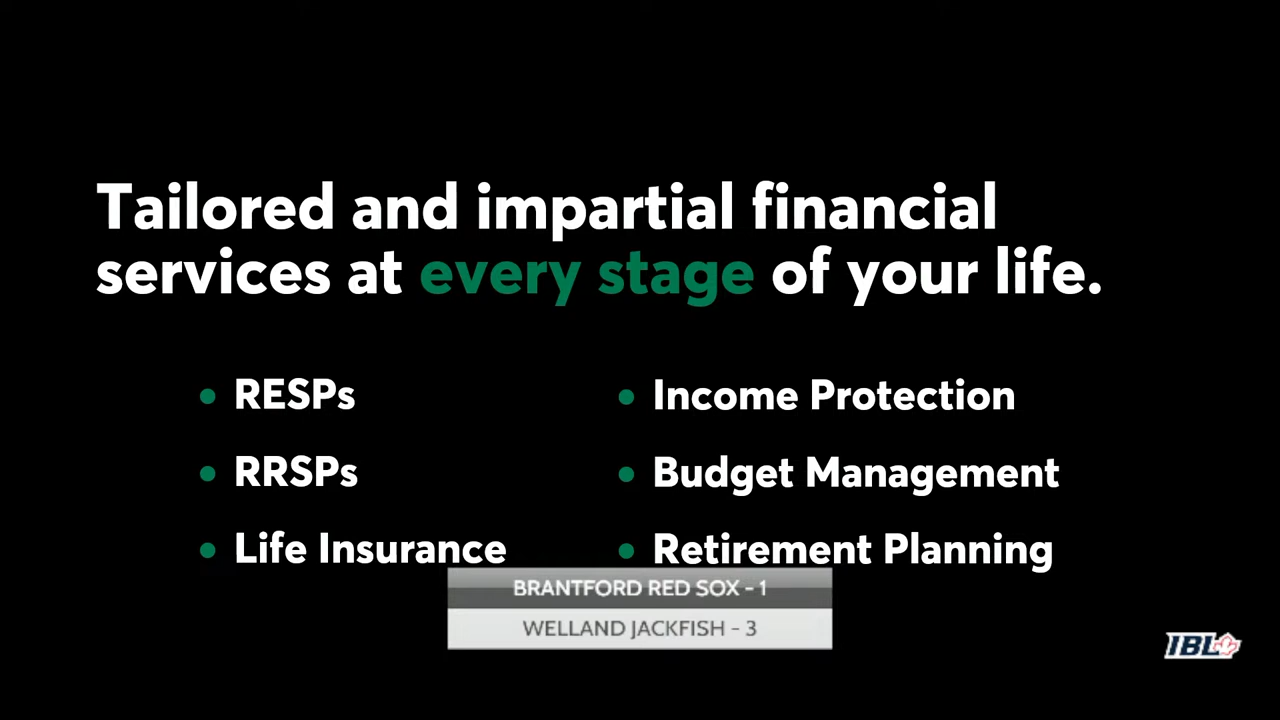 Tailored and impartial financial
services at every stage of your life.
RESPs
Income Protection
RRSPs
Budget Management
Life Insurance
Retirement Planning
BRANTFORD RED SOX - 1
WELLAND JACKFISH - 3
IBL